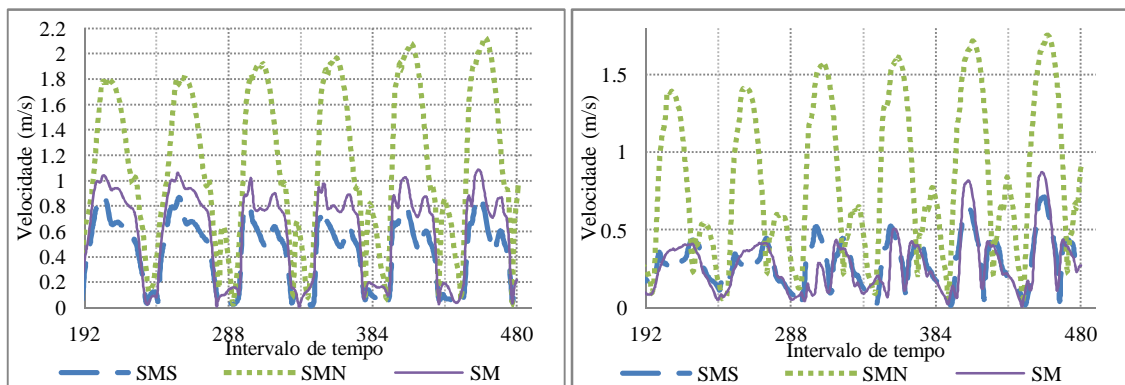 Velocidade (m/s)
2.2
2
1.8
1.6
1.4
1.2
1
0.8
0.6
0.4
0.2
0
192 288 384 480
Intervalo de tempo
SMS SMN SM
Velocidade (m/s)
1.5
1
0.5
0
192 288 384 480
Intervalo de tempo
SMS SMN SM